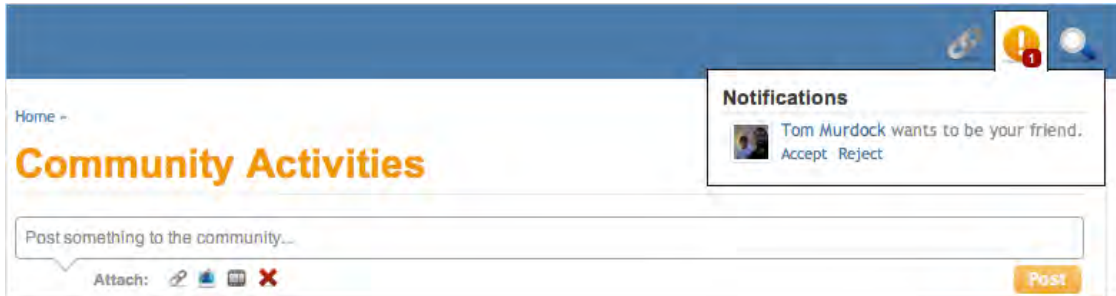 1
Notifications
Tom Murdock wants to be your friend.
Accept Reject
Home »
Community Activities
Post something to the community...
Attach:
Post